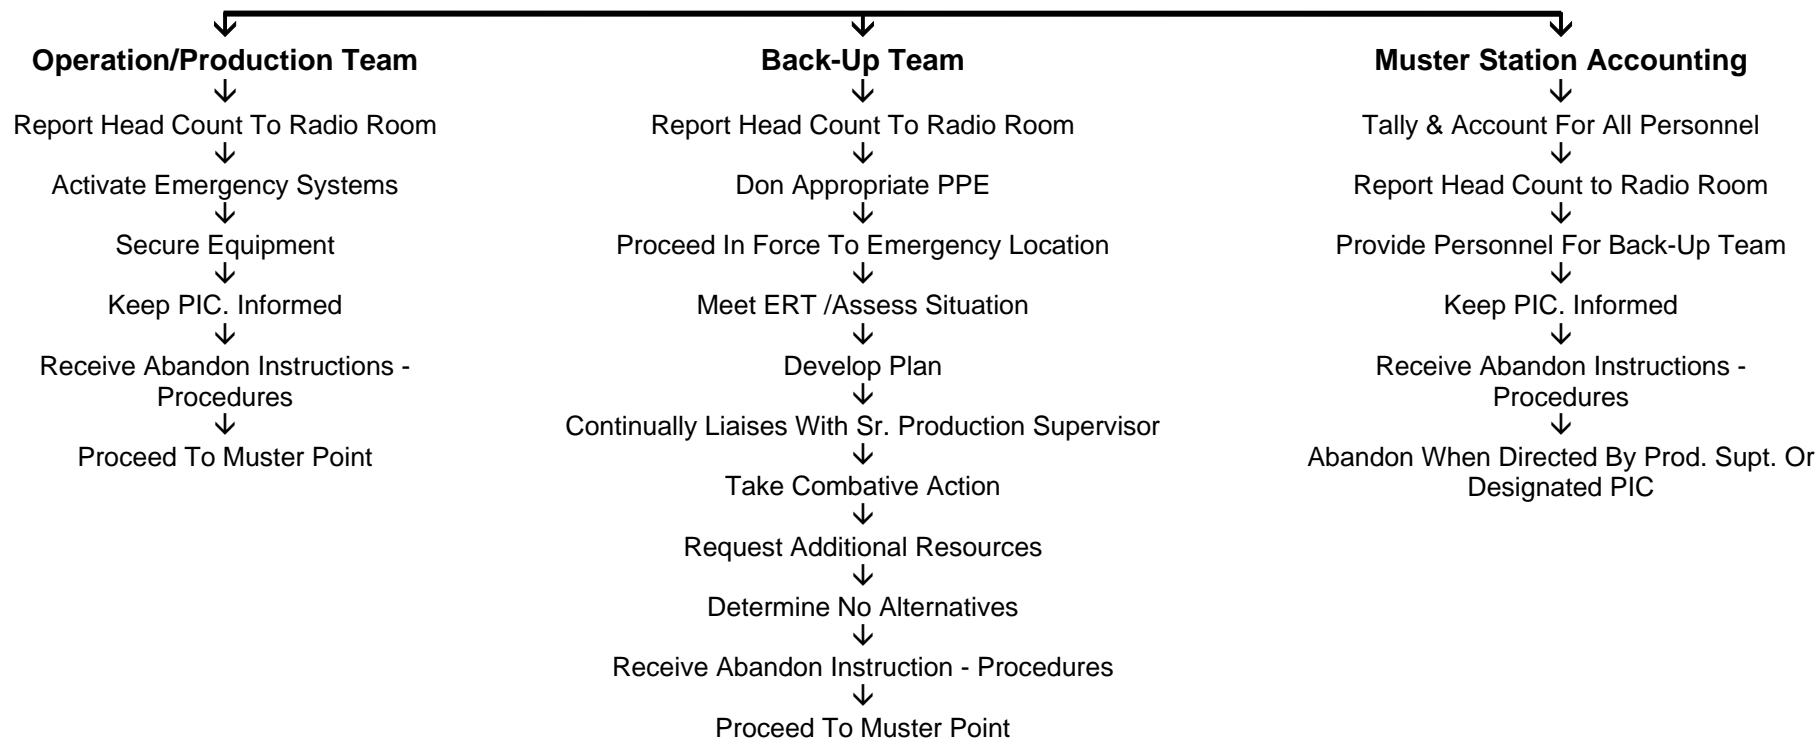 Operation/Production Team
Report Head Count To Radio Room
Activate Emergency Systems
Secure Equipment
Keep PIC. Informed
Receive Abandon Instructions -
Procedures
Proceed To Muster Point
Back-Up Team
Report Head Count To Radio Room
Don Appropriate PPE
Proceed In Force To Emergency Location
Meet ERT /Assess Situation
Develop Plan
Continually Liaises With Sr. Production Supervisor
Take Combative Action
Request Additional Resources
Determine No Alternatives
Receive Abandon Instruction - Procedures
Proceed To Muster Point
Muster Station Accounting
Tally & Account For All Personnel
Report Head Count to Radio Room
Provide Personnel For Back-Up Team
Keep PIC. Informed
Receive Abandon Instructions -
Procedures
Abandon When Directed By Prod. Supt. Or
Designated PIC